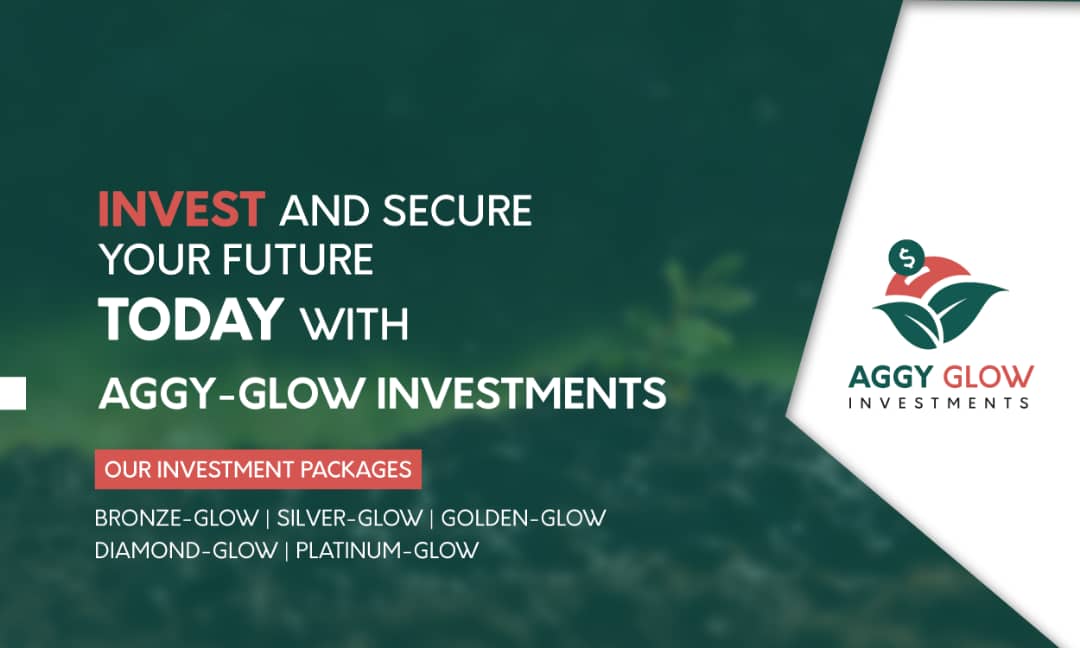 INVEST AND SECURE
YOUR FUTURE
TODAY WITH
AGGY-GLOW INVESTMENTS
OUR INVESTMENT PACKAGES
BRONZE-GLOW | SILVER-GLOW | GOLDEN-GLOW
DIAMOND-GLOW | PLATINUM-GLOW
$
AGGY GLOW
INVESTMENTS